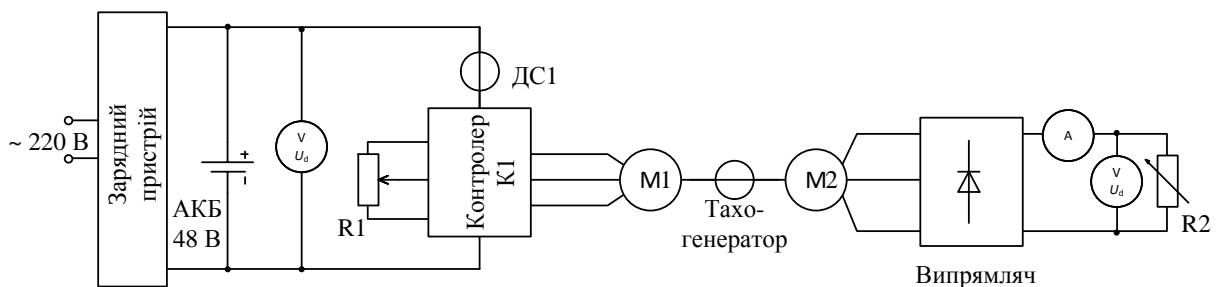 ~ 220 В
Зарядний
пристрій
АКБ
48 В
+
-
V
Ud
ДС1
R1
Контролер
К1
М1
Тахо-
генератор
М2
Випрямляч
A
V
Ud
R2